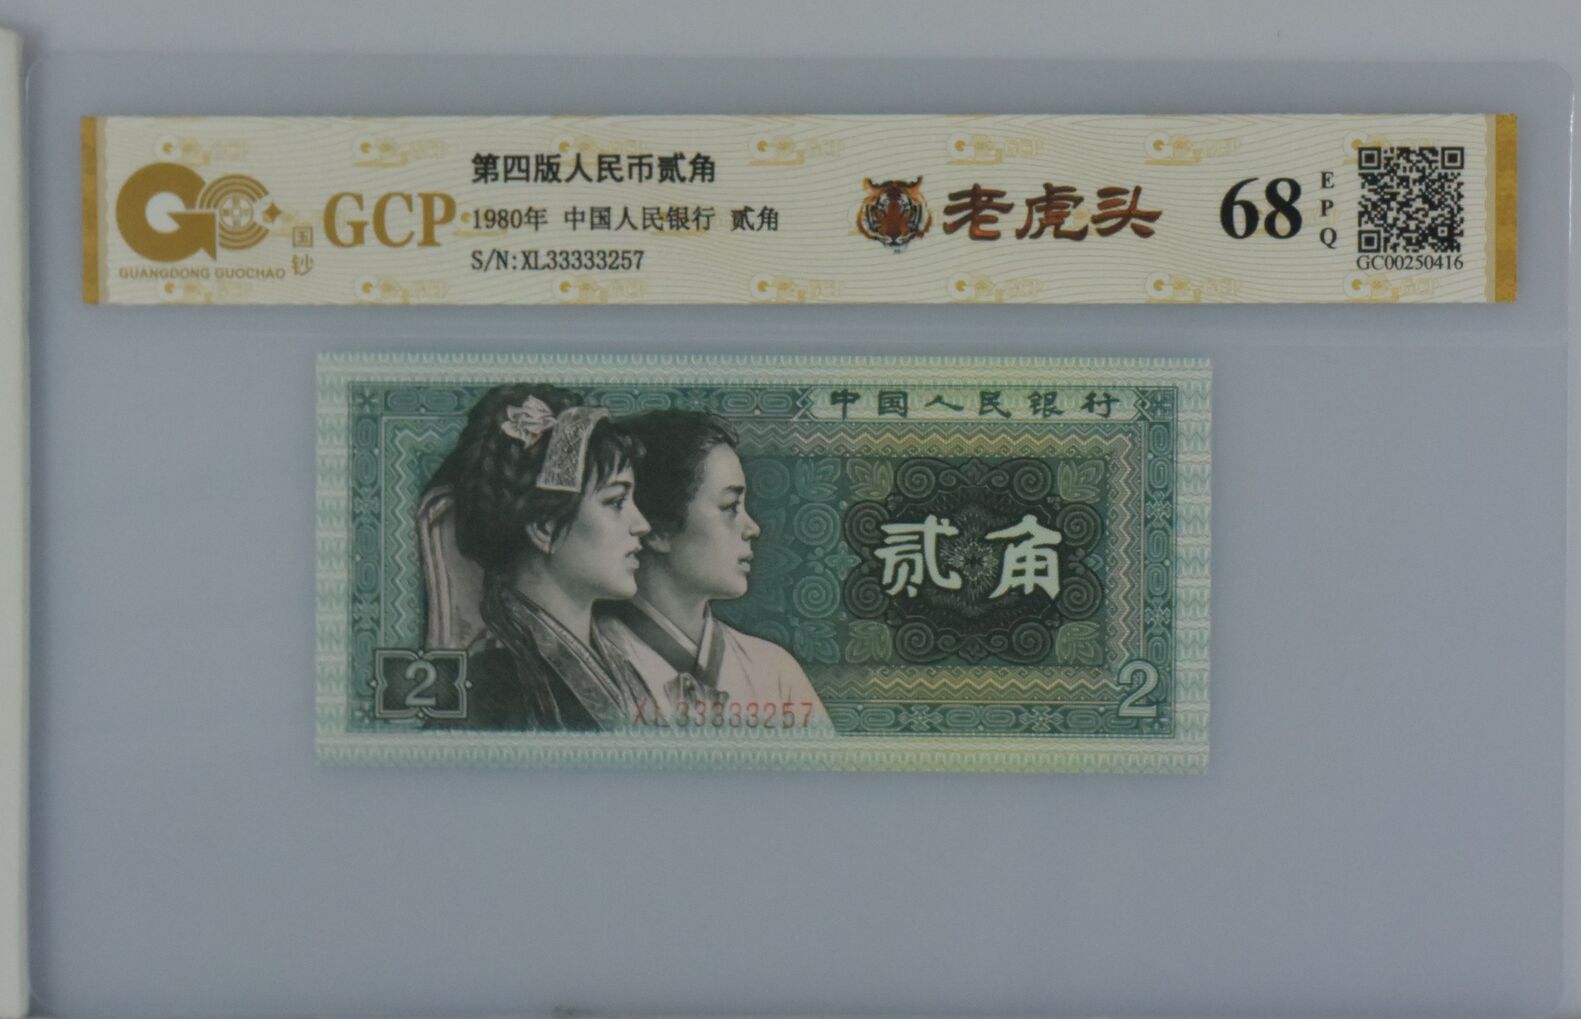 GUANGDONG GUOCHAO
国钞
GCP
第四版人民币贰角
1980年 中国人民银行 贰角
S/N:XL33333257
老虎头
68
EPQ
GC00250416
中国人民银行
贰角
2
2
XL33333257